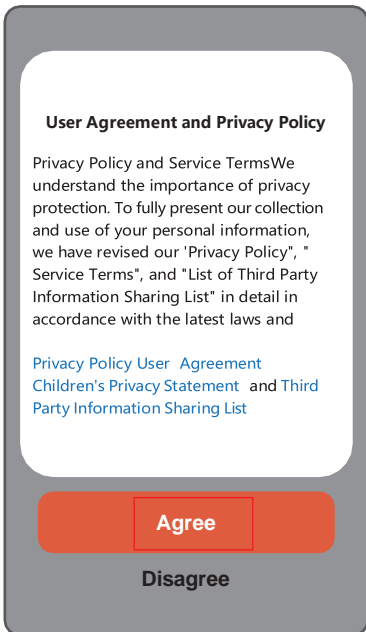 User Agreement and Privacy Policy
Privacy Policy and Service TermsWe
understand the importance of privacy
protection. To fully present our collection
and use of your personal information,
we have revised our 'Privacy Policy", "
Service Terms", and "List of Third Party
Information Sharing List" in detail in
accordance with the latest laws and
Privacy Policy User Agreement
Children's Privacy Statement and Third
Party Information Sharing List
Agree
Disagree